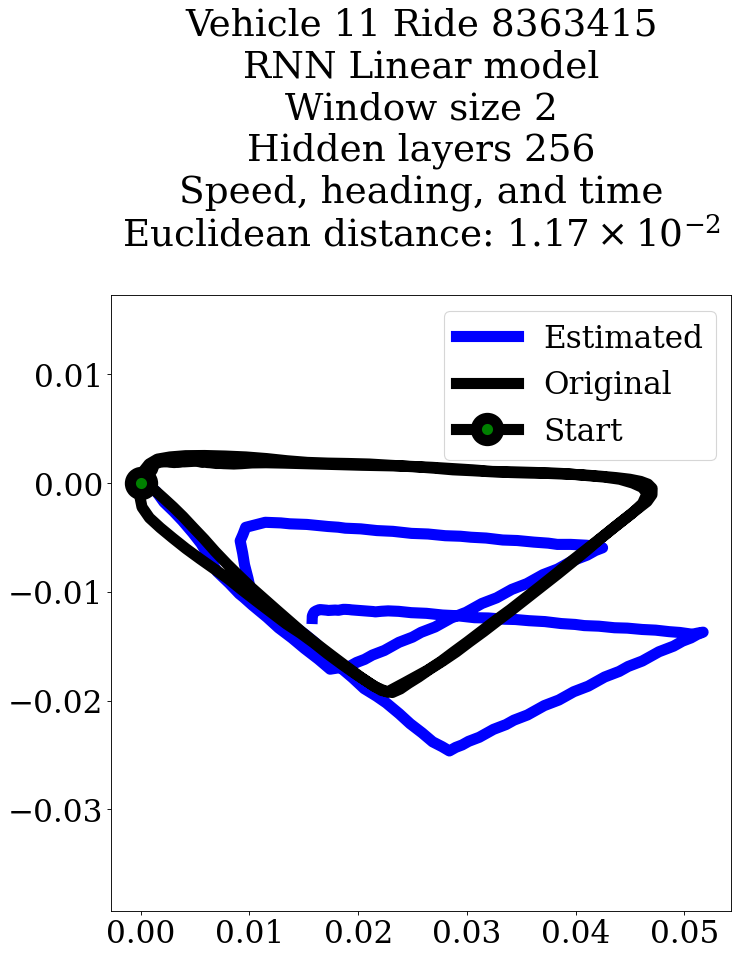 Vehicle 11 Ride 8363415
RNN Linear model
Window size 2
Hidden layers 256
Speed, heading, and time
Euclidean distance: 1.17 × 10⁻²
Estimated
Original
Start
0.01
0.00
−0.01
−0.02
−0.03
0.00 0.01 0.02 0.03 0.04 0.05